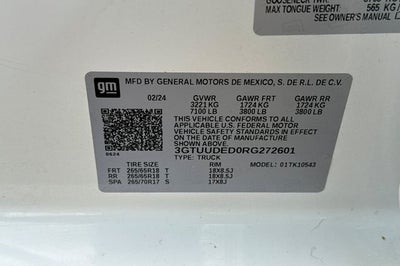 MAX TONGUE WEIGHT: 565 KG
SEE OWNER'S MANUAL
gm
MFD BY GENERAL MOTORS DE MEXICO, S. DE R.L. DE C.V.
02/24 GVWR GAWR FRT GAWR RR
3221 KG 1724 KG 1724 KG
7100 LB 3800 LB 3800 LB
THIS VEHICLE CONFORMS TO ALL
APPLICABLE U.S. FEDERAL MOTOR
VEHICLE SAFETY AND THEFT PREVENTION
STANDARDS IN EFFECT ON THE DATE OF
MANUFACTURE SHOWN ABOVE.
3GTUUDED0RG272601
TYPE: TRUCK MODEL: 01TK10543
TIRE SIZE RIM
FRT 265/65R18 T 18X8.5J
RR 265/65R18 T 18X8.5J
SPA 265/70R17 S 17X8J